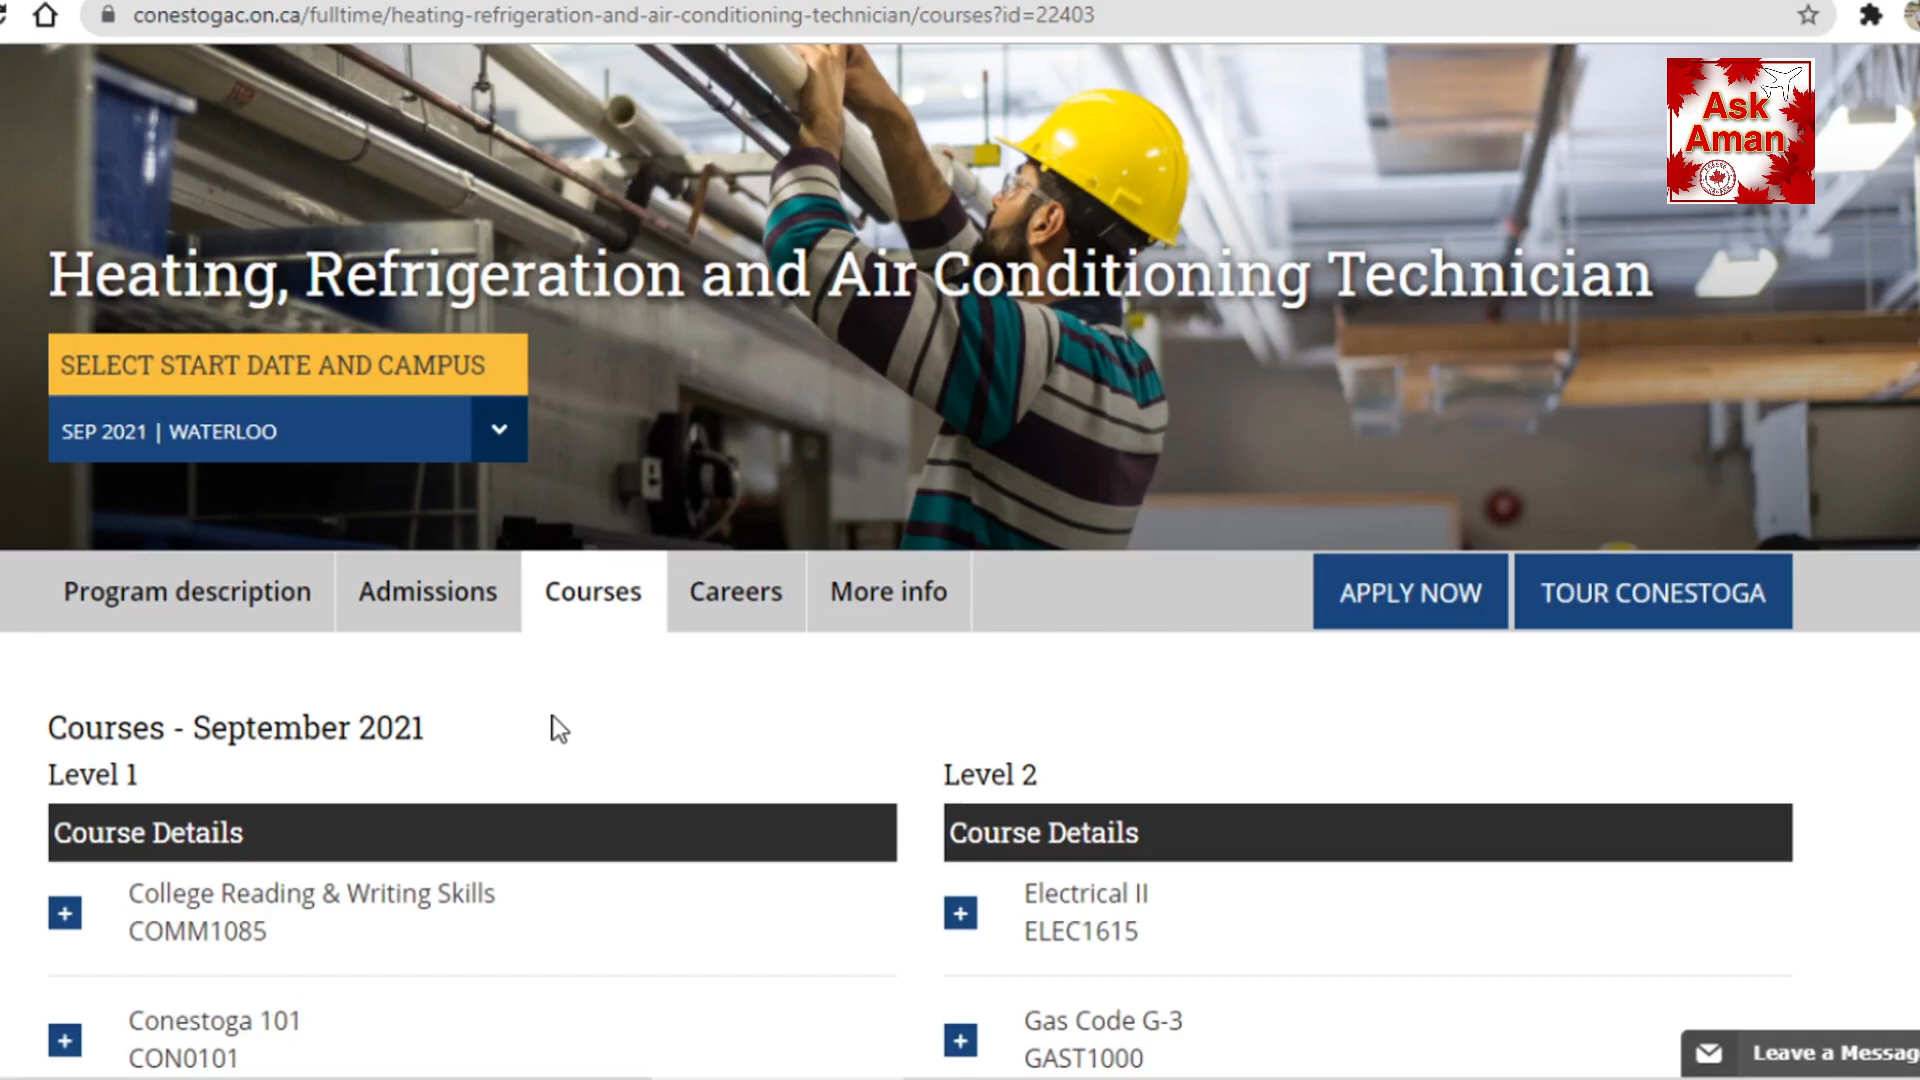 conestogac.on.ca/fulltime/heating-refrigeration-and-air-conditioning-technician/courses?id=22403
Ask
Aman
Heating, Refrigeration and Air Conditioning Technician
SELECT START DATE AND CAMPUS
SEP 2021 | WATERLOO
Program description
Admissions
Courses
Careers
More info
APPLY NOW
TOUR CONESTOGA
Courses - September 2021
Level 1
Course Details
College Reading & Writing Skills
COMM1085
Conestoga 101
CON0101
Level 2
Course Details
Electrical II
ELEC1615
Gas Code G-3
GAST1000
Leave a Messag